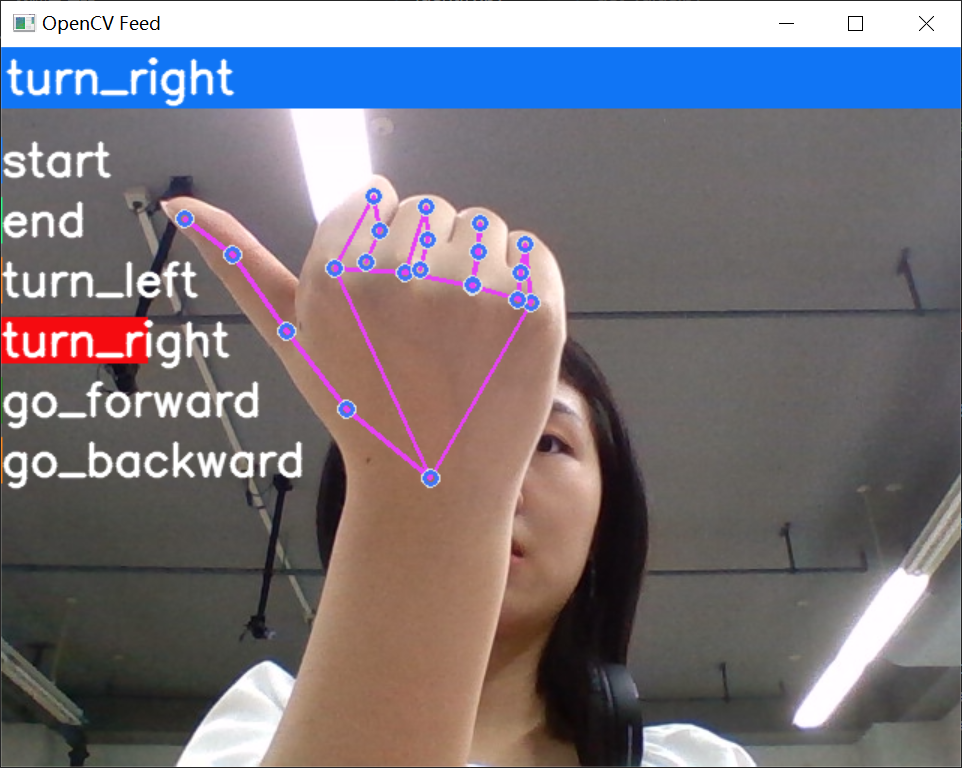 OpenCV Feed
turn_right
start
end
turn_left
turn_right
go_forward
go_backward